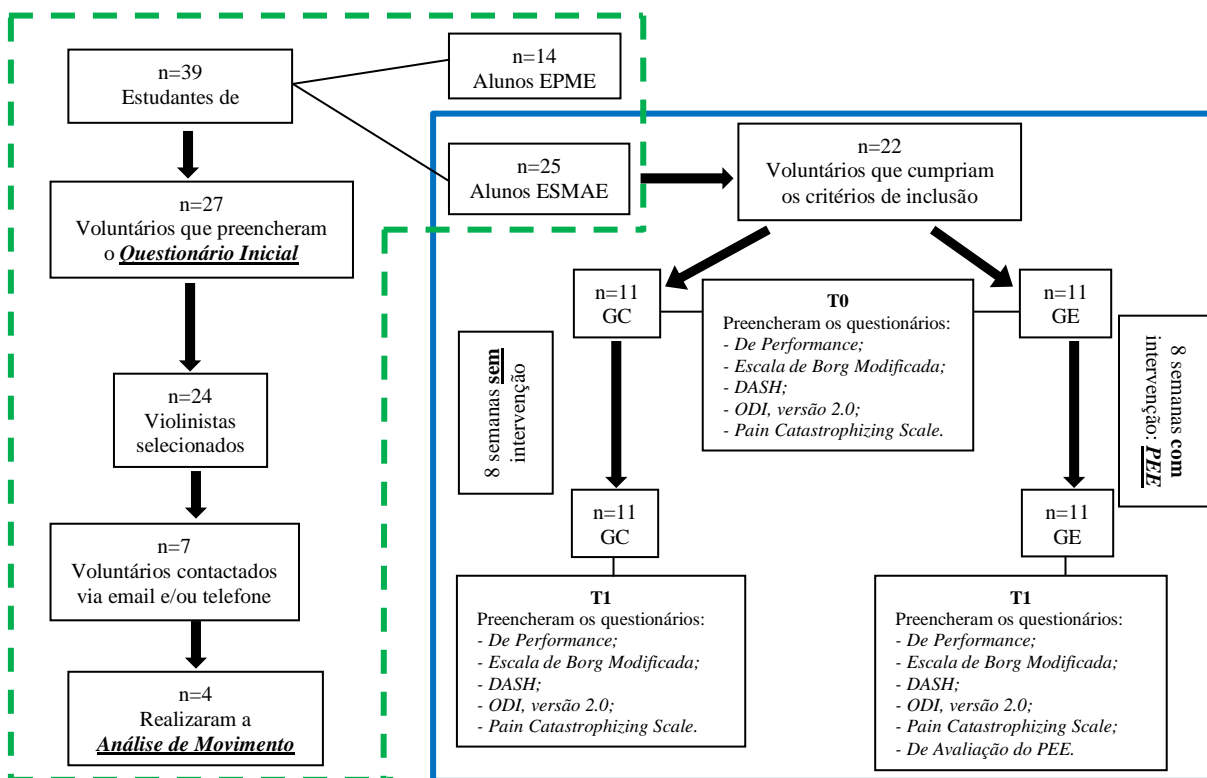 n=39
Estudantes de
n=14
Alunos EPME
n=25
Alunos ESMAE
n=27
Voluntários que preencheram
o Questionário Inicial
n=24
Violinistas
selecionados
n=7
Voluntários contactados
via email e/ou telefone
n=4
Realizaram a
Análise de Movimento
n=22
Voluntários que cumpriam
os critérios de inclusão
n=11
GC
T0
Preencheram os questionários:
- De Performance;
- Escala de Borg Modificada;
- DASH;
- ODI, versão 2.0;
- Pain Catastrophizing Scale.
n=11
GE
8 semanas sem
intervenção
8 semanas com
intervenção: PEE
n=11
GC
n=11
GE
T1
Preencheram os questionários:
- De Performance;
- Escala de Borg Modificada;
- DASH;
- ODI, versão 2.0;
- Pain Catastrophizing Scale.
T1
Preencheram os questionários:
- De Performance;
- Escala de Borg Modificada;
- DASH;
- ODI, versão 2.0;
- Pain Catastrophizing Scale;
- De Avaliação do PEE.